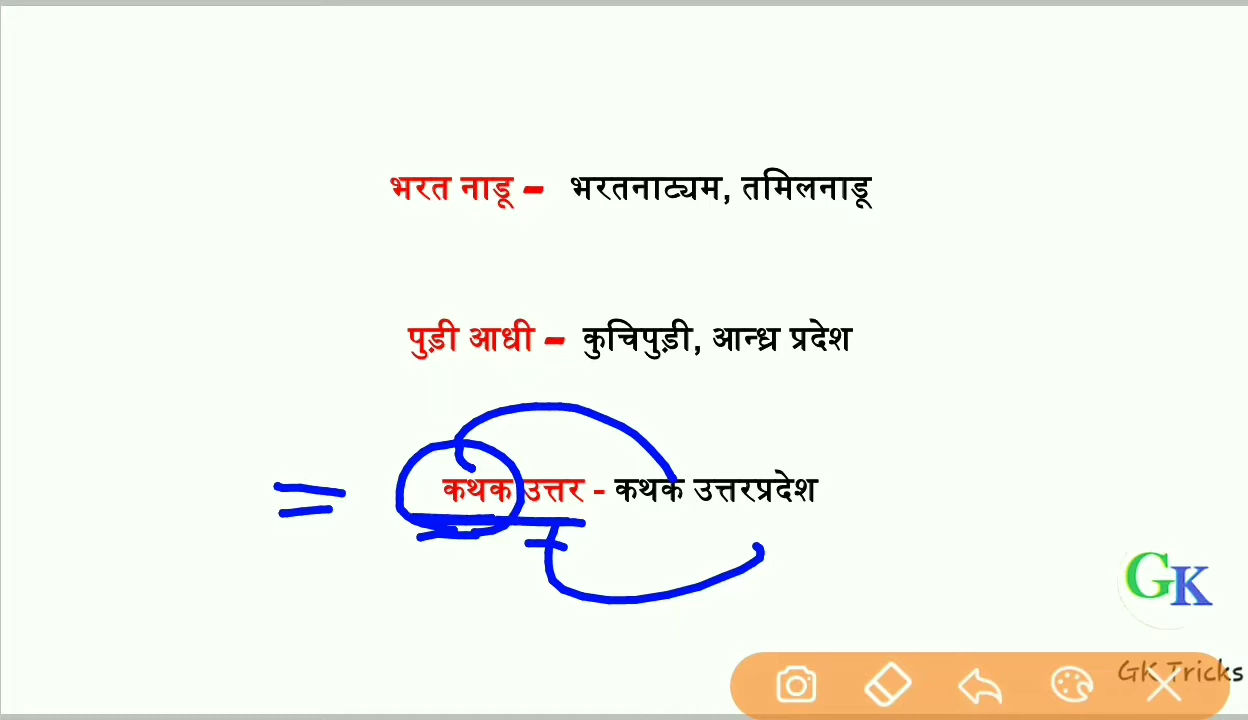 भरत नाडू – भरतनाट्यम, तमिलनाडू
पुड़ी आधी – कुचिपुड़ी, आन्ध्र प्रदेश
कथक उत्तर - कथक उत्तरप्रदेश
GK
GK Tricks